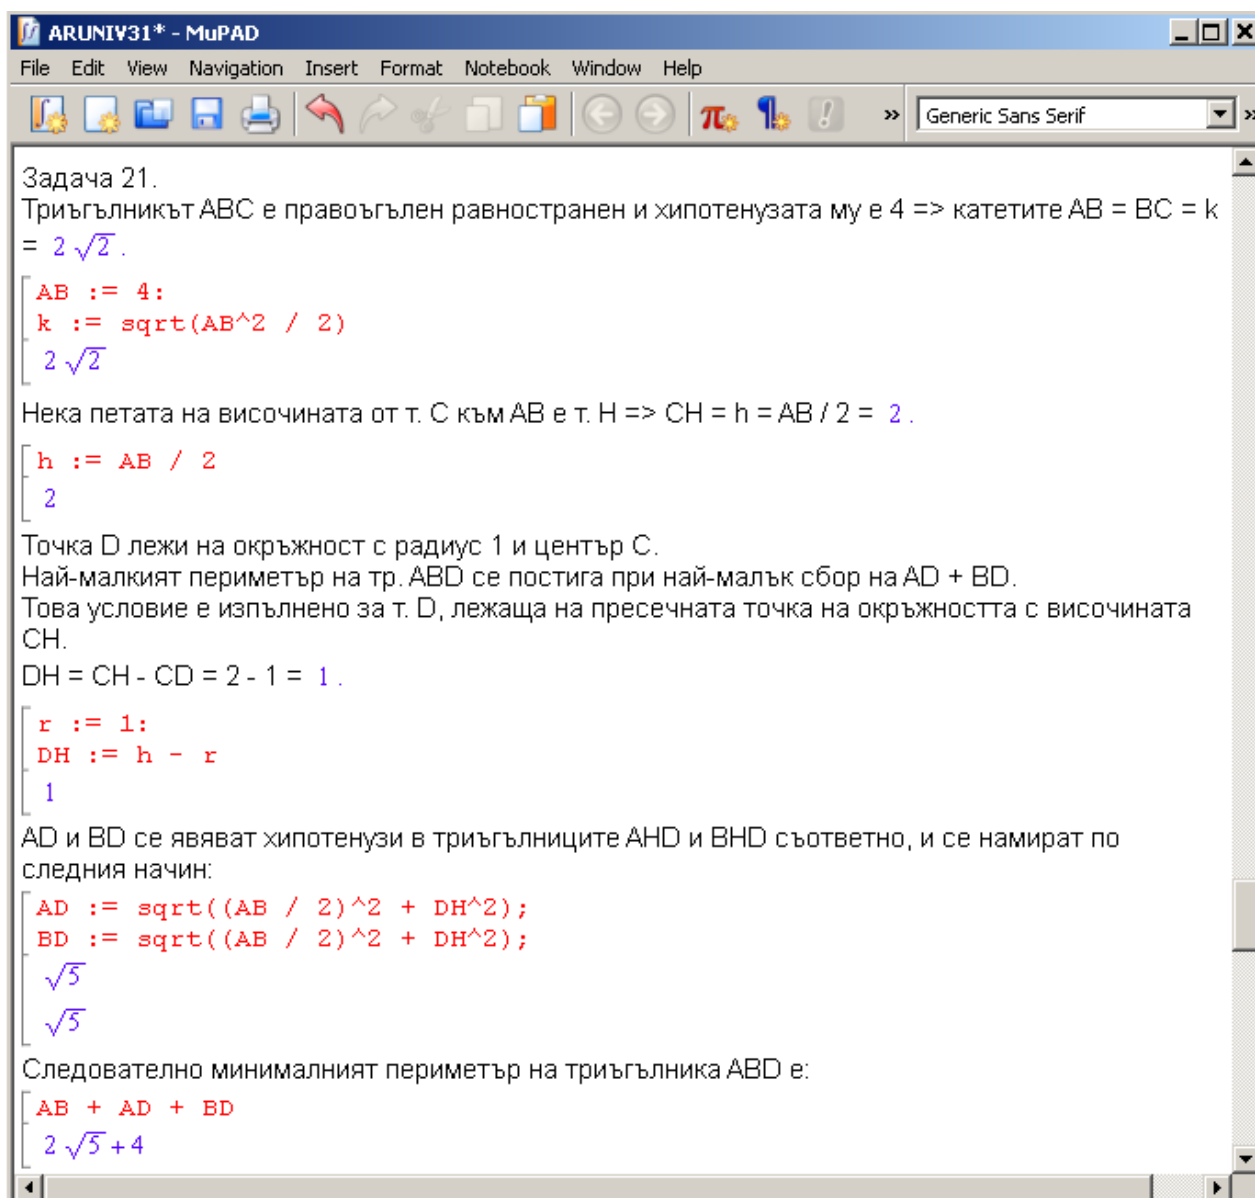 ARUNIV31* - MuPAD
File Edit View Navigation Insert Format Notebook Window Help
Generic Sans Serif
Задача 21.
Триъгълникът ABC е правоъгълен равностранен и хипотенузата му е 4 => катетите AB = BC = k
= 2 √2 .
AB := 4:
k := sqrt(AB^2 / 2)
2 √2
Нека петата на височината от т. C към AB е т. H => CH = h = AB / 2 = 2 .
h := AB / 2
2
Точка D лежи на окръжност с радиус 1 и център C.
Най-малкият периметър на тр. ABD се постига при най-малък сбор на AD + BD.
Това условие е изпълнено за т. D, лежаща на пресечната точка на окръжността с височината
CH.
DH = CH - CD = 2 - 1 = 1 .
r := 1:
DH := h - r
1
AD и BD се явяват хипотенузи в триъгълниците AHD и BHD съответно, и се намират по
следния начин:
AD := sqrt((AB / 2)^2 + DH^2);
BD := sqrt((AB / 2)^2 + DH^2);
√5
√5
Следователно минималният периметър на триъгълника ABD е:
AB + AD + BD
2 √5 + 4